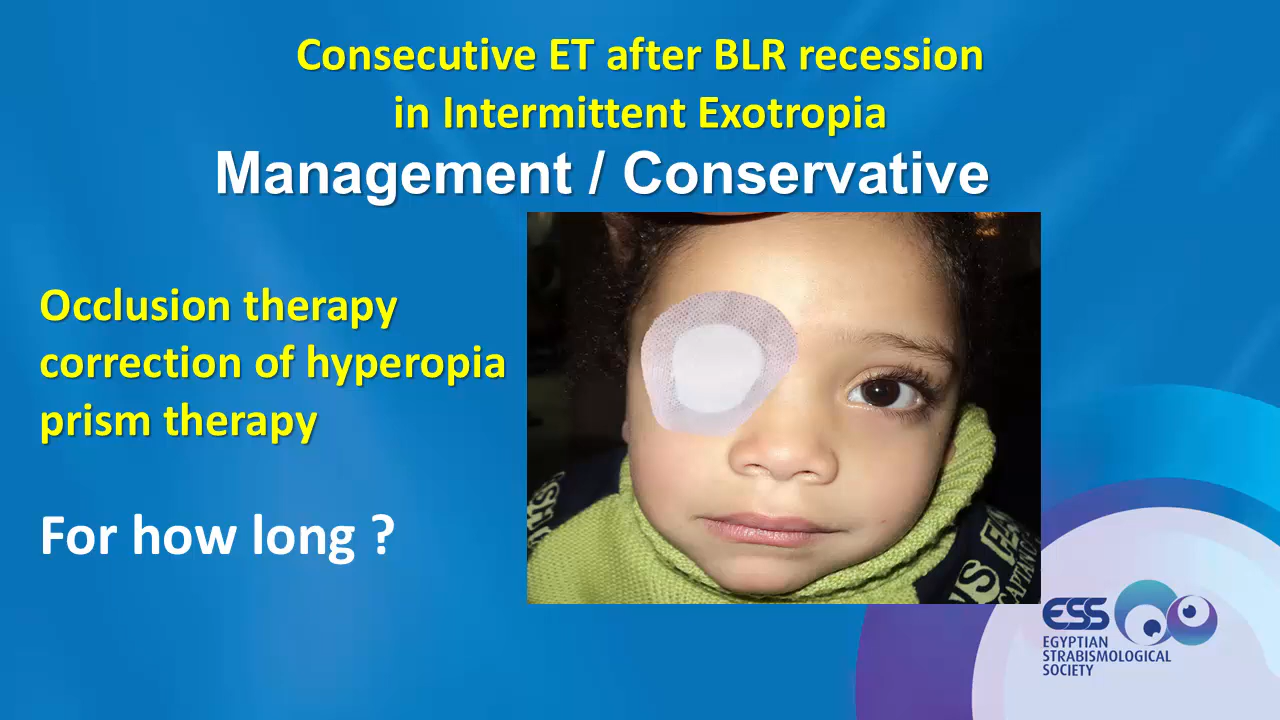 Consecutive ET after BLR recession
in Intermittent Exotropia
Management / Conservative
Occlusion therapy
correction of hyperopia
prism therapy
For how long ?
ESS
EGYPTIAN
STRABISMOLOGICAL
SOCIETY